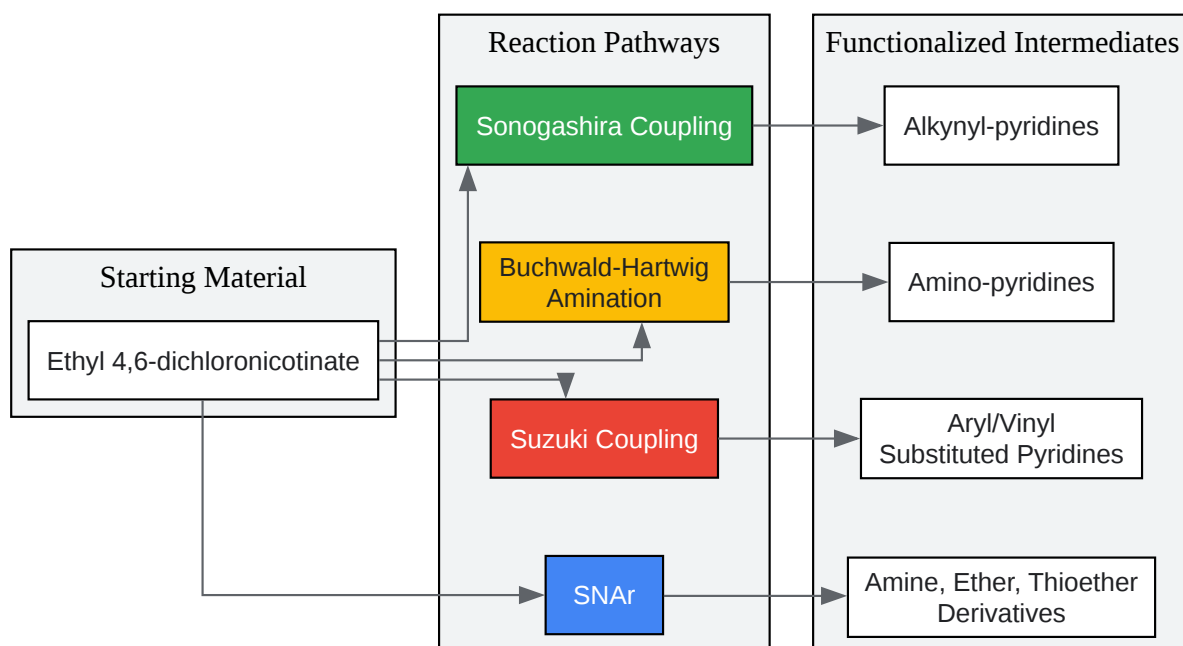 Starting Material
Ethyl 4,6-dichloronicotinate
Reaction Pathways
Sonogashira Coupling
Buchwald-Hartwig
Amination
Suzuki Coupling
SNAr
Functionalized Intermediates
Alkynyl-pyridines
Amino-pyridines
Aryl/Vinyl
Substituted Pyridines
Amine, Ether, Thioether
Derivatives